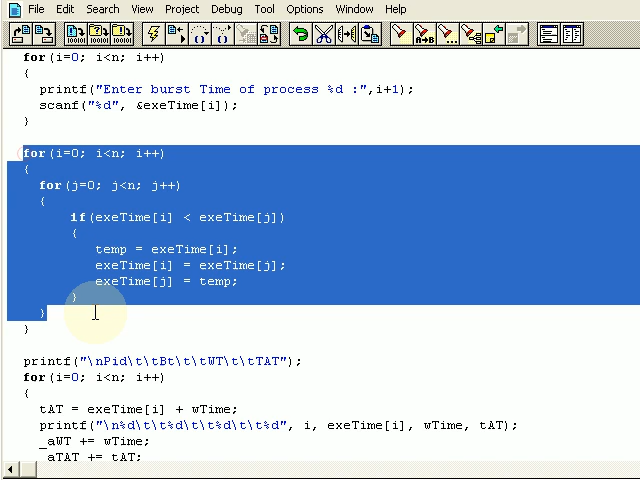 File Edit Search View Project Debug Tool Options Window Help
A→B
for(i=0; i<n; i++)
{
printf("Enter burst Time of process %d :",i+1);
scanf("%d", &exeTime[i]);
}
for(i=0; i<n; i++)
{
for(j=0; j<n; j++)
{
if(exeTime[i] < exeTime[j])
{
temp = exeTime[i];
exeTime[i] = exeTime[j];
exeTime[j] = temp;
}
}
}
printf("\nPid\t\tBt\t\tWT\t\tTAT");
for(i=0; i<n; i++)
{
tAT = exeTime[i] + wTime;
printf("\n%d\t\t%d\t\t%d\t\t%d", i, exeTime[i], wTime, tAT);
_aWT += wTime;
_aTAT += tAT;